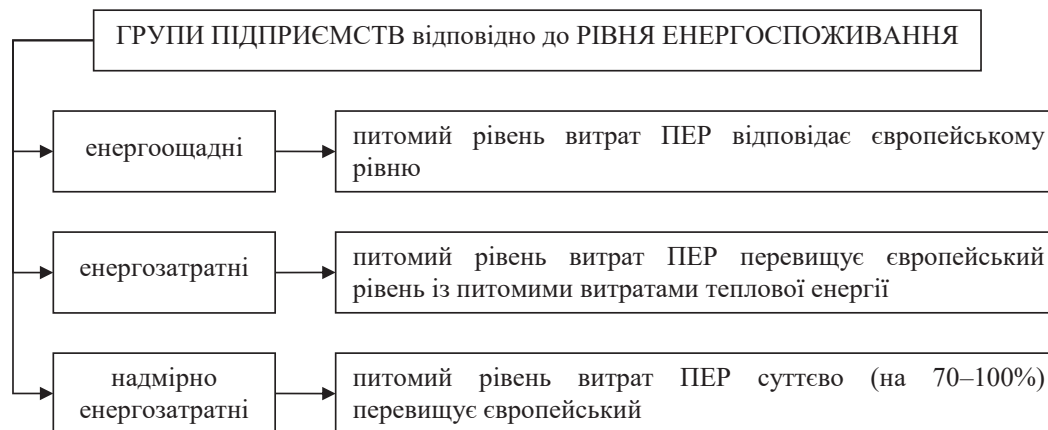 ГРУПИ ПІДПРИЄМСТВ відповідно до РІВНЯ ЕНЕРГОСПОЖИВАННЯ
енергоощадні
питомий рівень витрат ПЕР відповідає європейському
рівню
енергозатратні
питомий рівень витрат ПЕР перевищує європейський
рівень із питомими витратами теплової енергії
надмірно
енергозатратні
питомий рівень витрат ПЕР суттєво (на 70–100%)
перевищує європейський